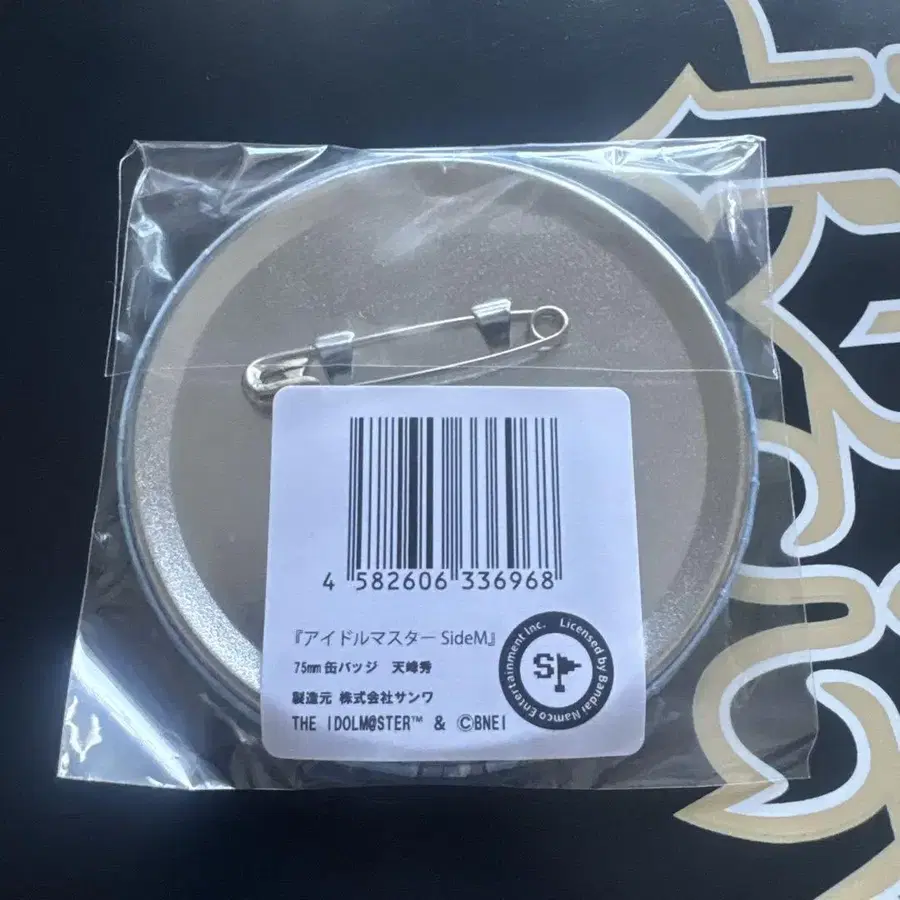 4 582606 336968
『アイドルマスター SideM』
75mm 缶バッジ 天峰秀
製造元 株式会社サンワ
THE IDOLM@STER™ & ©BNEI
Licensed by Bandai Namco Entertainment Inc.
S